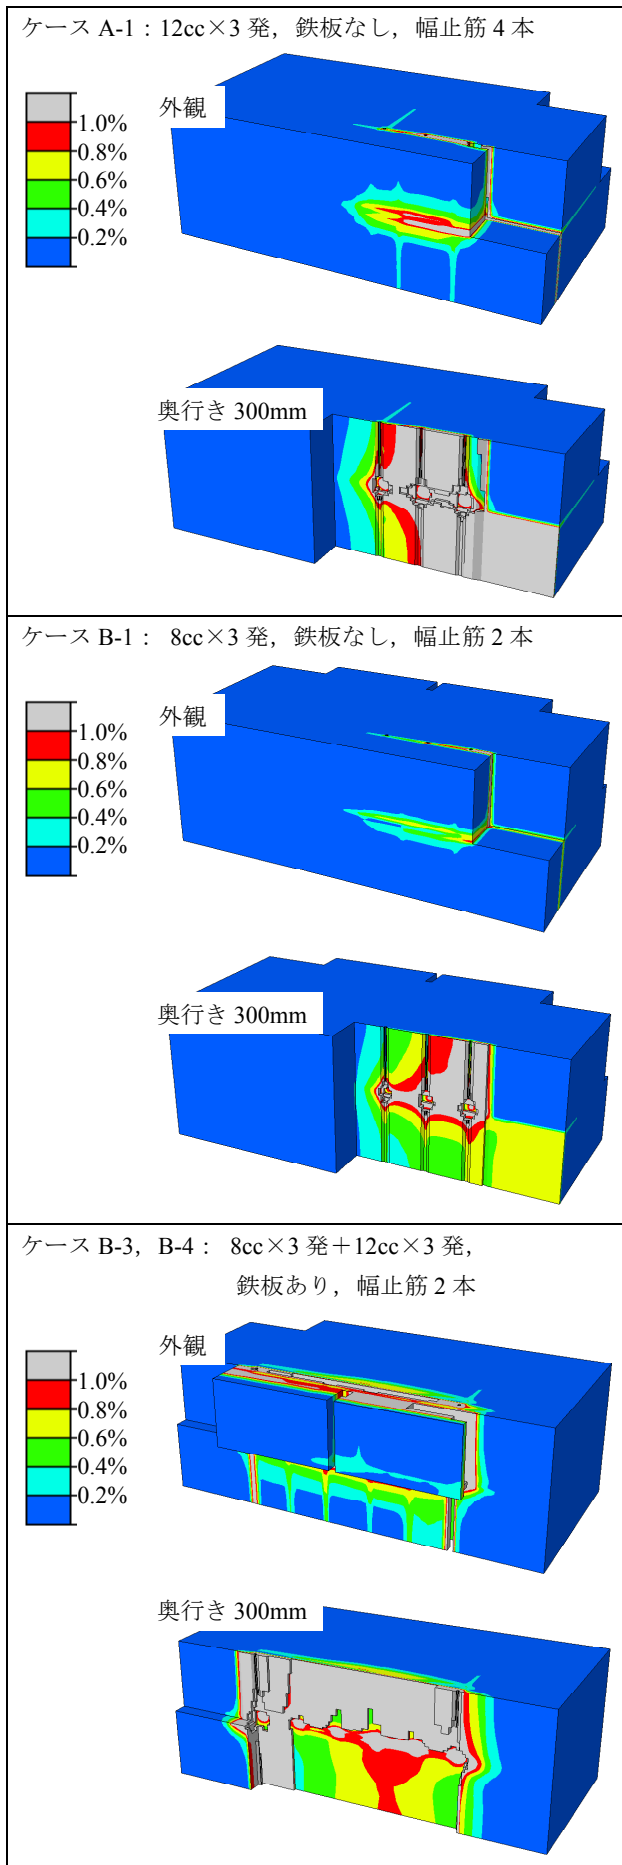 ケース A-1：12cc×3 発，鉄板なし，幅止筋 4 本
外観
1.0%
0.8%
0.6%
0.4%
0.2%
奥行き 300mm
ケース B-1： 8cc×3 発，鉄板なし，幅止筋 2 本
外観
1.0%
0.8%
0.6%
0.4%
0.2%
奥行き 300mm
ケース B-3，B-4： 8cc×3 発＋12cc×3 発，
鉄板あり，幅止筋 2 本
外観
1.0%
0.8%
0.6%
0.4%
0.2%
奥行き 300mm